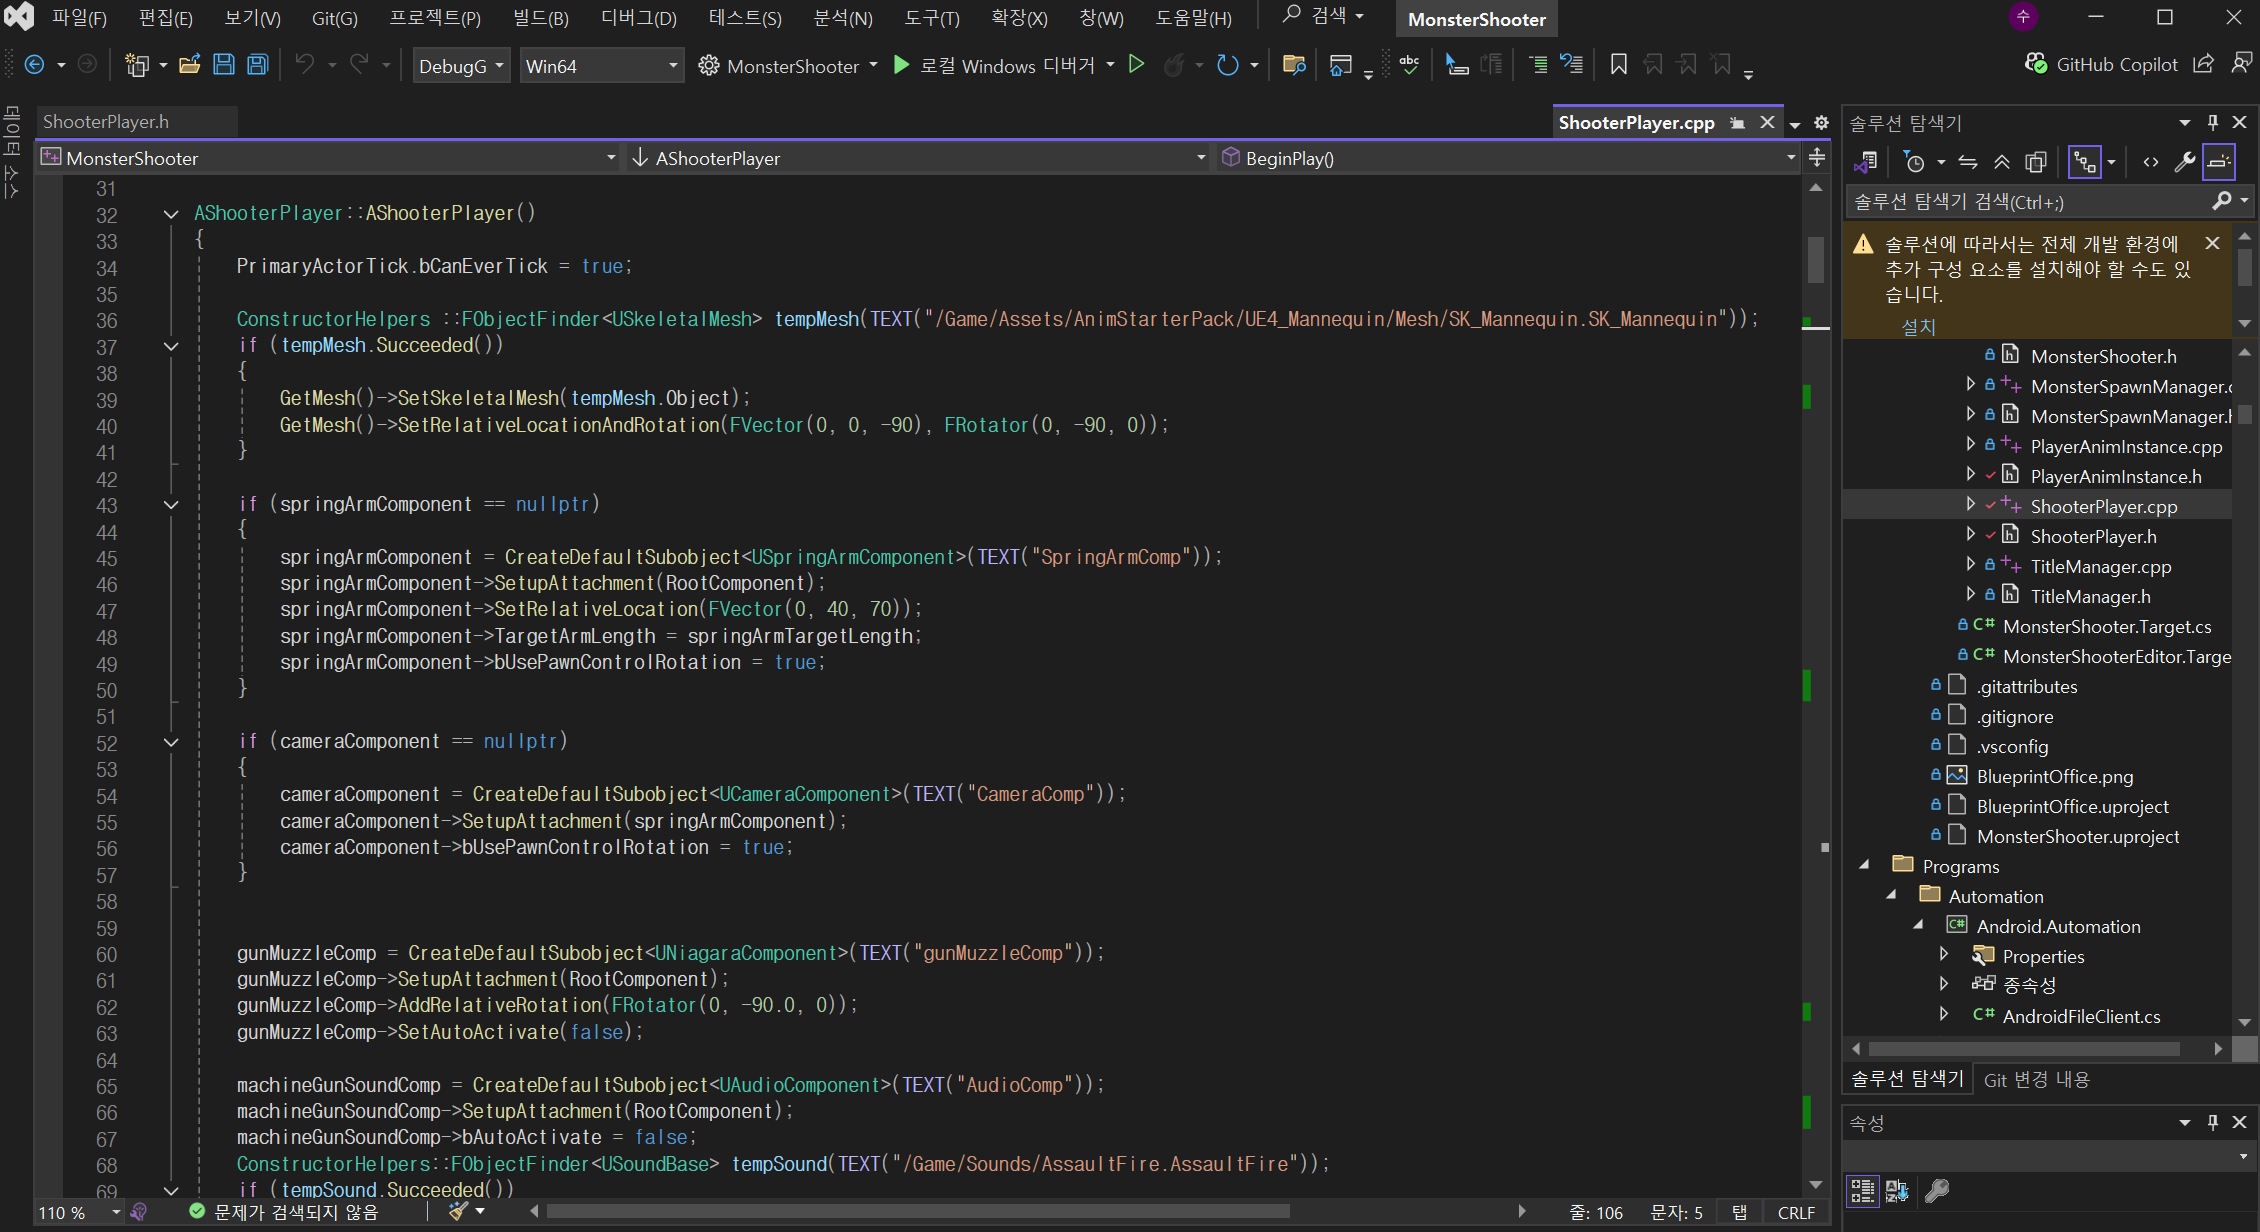 파일(F) 편집(E) 보기(V) Git(G) 프로젝트(P) 빌드(B) 디버그(D) 테스트(S) 분석(N) 도구(T) 확장(X) 창(W) 도움말(H) 검색 MonsterShooter 수
DebugG Win64 MonsterShooter 로컬 Windows 디버거 abc GitHub Copilot
데이터 소스
ShooterPlayer.h ShooterPlayer.cpp
MonsterShooter AShooterPlayer BeginPlay()
31
32 AShooterPlayer::AShooterPlayer()
33 {
34 PrimaryActorTick.bCanEverTick = true;
35
36 ConstructorHelpers ::FObjectFinder<USkeletalMesh> tempMesh(TEXT("/Game/Assets/AnimStarterPack/UE4_Mannequin/Mesh/SK_Mannequin.SK_Mannequin"));
37 if (tempMesh.Succeeded())
38 {
39 GetMesh()->SetSkeletalMesh(tempMesh.Object);
40 GetMesh()->SetRelativeLocationAndRotation(FVector(0, 0, -90), FRotator(0, -90, 0));
41 }
42
43 if (springArmComponent == nullptr)
44 {
45 springArmComponent = CreateDefaultSubobject<USpringArmComponent>(TEXT("SpringArmComp"));
46 springArmComponent->SetupAttachment(RootComponent);
47 springArmComponent->SetRelativeLocation(FVector(0, 40, 70));
48 springArmComponent->TargetArmLength = springArmTargetLength;
49 springArmComponent->bUsePawnControlRotation = true;
50 }
51
52 if (cameraComponent == nullptr)
53 {
54 cameraComponent = CreateDefaultSubobject<UCameraComponent>(TEXT("CameraComp"));
55 cameraComponent->SetupAttachment(springArmComponent);
56 cameraComponent->bUsePawnControlRotation = true;
57 }
58
59
60 gunMuzzleComp = CreateDefaultSubobject<UNiagaraComponent>(TEXT("gunMuzzleComp"));
61 gunMuzzleComp->SetupAttachment(RootComponent);
62 gunMuzzleComp->AddRelativeRotation(FRotator(0, -90.0, 0));
63 gunMuzzleComp->SetAutoActivate(false);
64
65 machineGunSoundComp = CreateDefaultSubobject<UAudioComponent>(TEXT("AudioComp"));
66 machineGunSoundComp->SetupAttachment(RootComponent);
67 machineGunSoundComp->bAutoActivate = false;
68 ConstructorHelpers::FObjectFinder<USoundBase> tempSound(TEXT("/Game/Sounds/AssaultFire.AssaultFire"));
69 if (tempSound.Succeeded())
110 % 문제가 검색되지 않음 줄: 106 문자: 5 탭 CRLF
솔루션 탐색기
솔루션 탐색기 검색(Ctrl+;)
솔루션에 따라서는 전체 개발 환경에
추가 구성 요소를 설치해야 할 수도 있
습니다.
설치
MonsterShooter.h
MonsterSpawnManager.c
MonsterSpawnManager.h
PlayerAnimInstance.cpp
PlayerAnimInstance.h
ShooterPlayer.cpp
ShooterPlayer.h
TitleManager.cpp
TitleManager.h
C# MonsterShooter.Target.cs
C# MonsterShooterEditor.Targe
.gitattributes
.gitignore
.vsconfig
BlueprintOffice.png
BlueprintOffice.uproject
MonsterShooter.uproject
Programs
Automation
C# Android.Automation
Properties
종속성
C# AndroidFileClient.cs
솔루션 탐색기 Git 변경 내용
속성